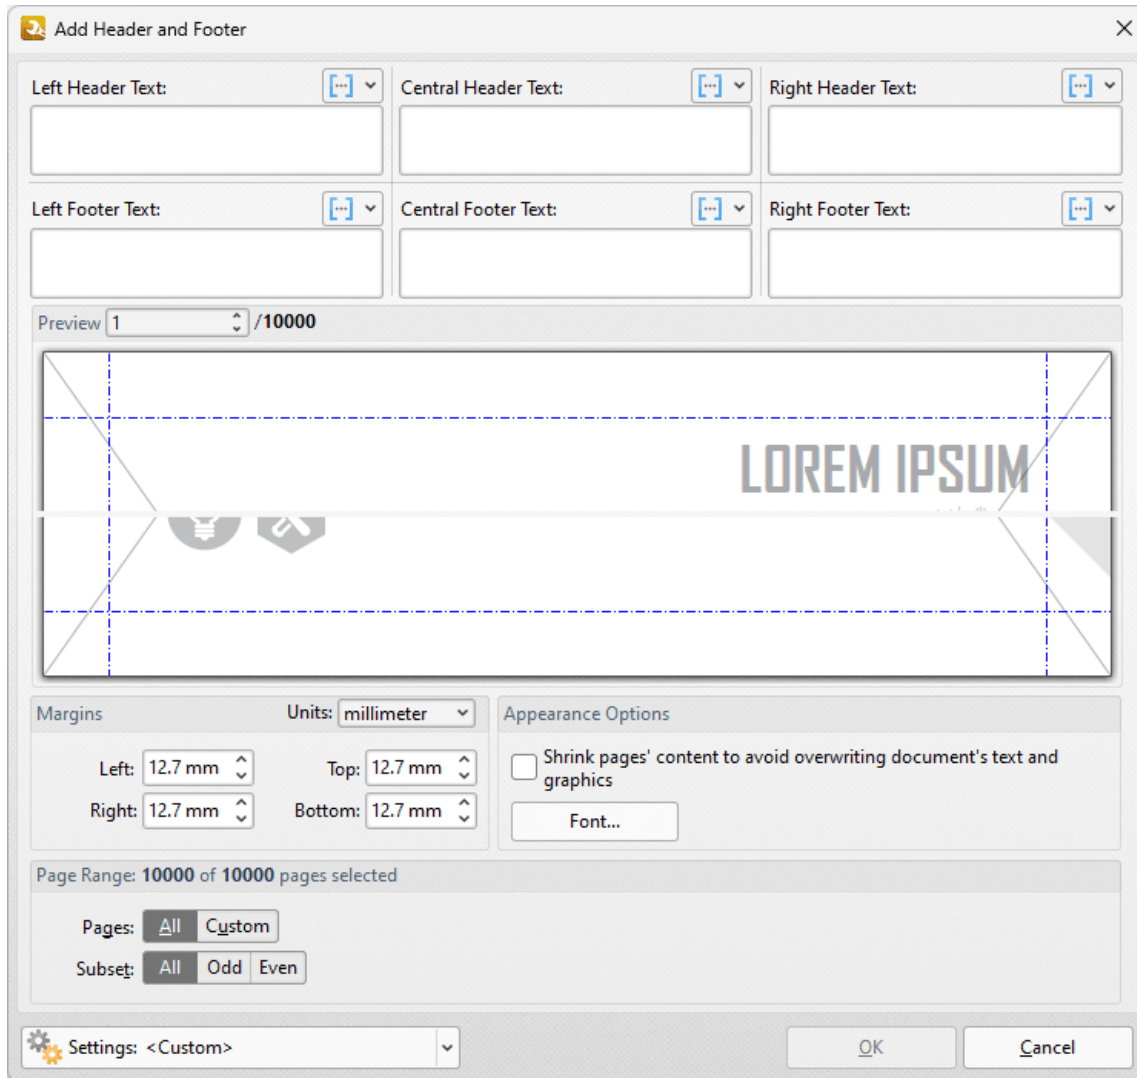 Add Header and Footer
Left Header Text: Central Header Text: Right Header Text:
Left Footer Text: Central Footer Text: Right Footer Text:
Preview 1 /10000
LOREM IPSUM
Margins Units: millimeter Appearance Options
Left: 12.7 mm Top: 12.7 mm Shrink pages' content to avoid overwriting document's text and
graphics
Right: 12.7 mm Bottom: 12.7 mm Font...
Page Range: 10000 of 10000 pages selected
Pages: All Custom
Subset: All Odd Even
Settings: <Custom> OK Cancel